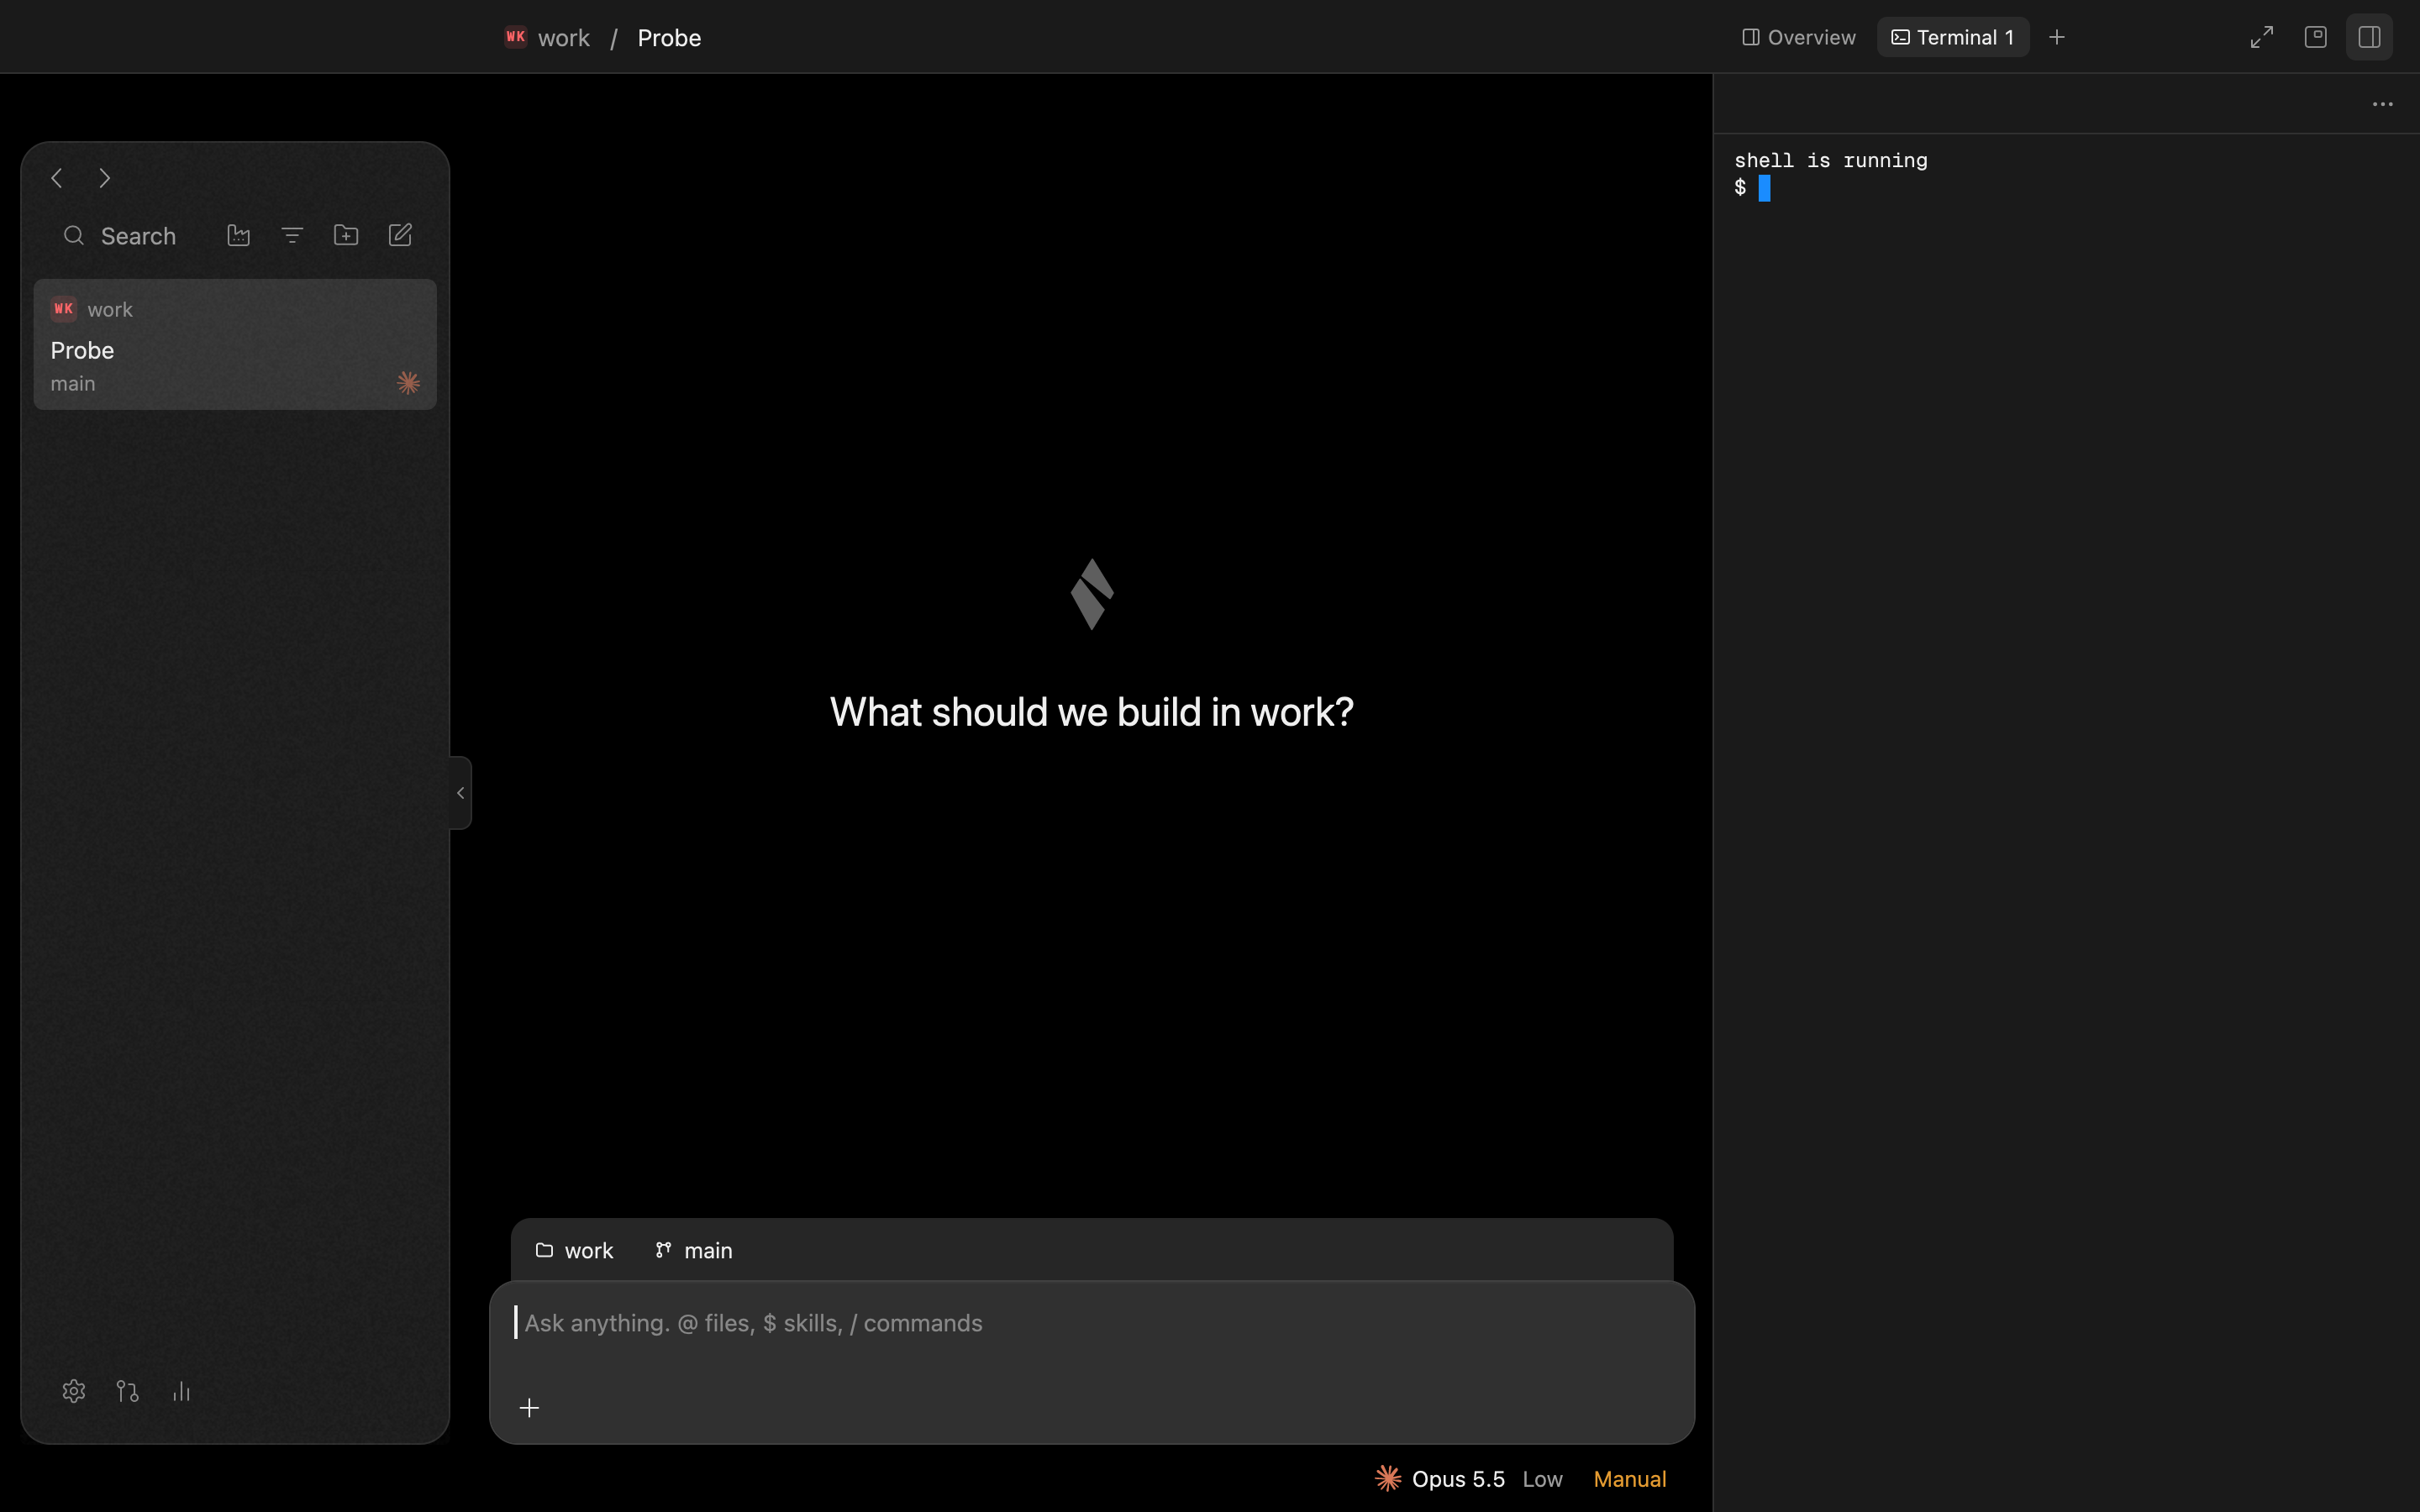 WK work / Probe
Overview
Terminal 1
Search
WK work
Probe
main
What should we build in work?
work
main
Ask anything. @ files, $ skills, / commands
Opus 5.5 Low Manual
shell is running
$